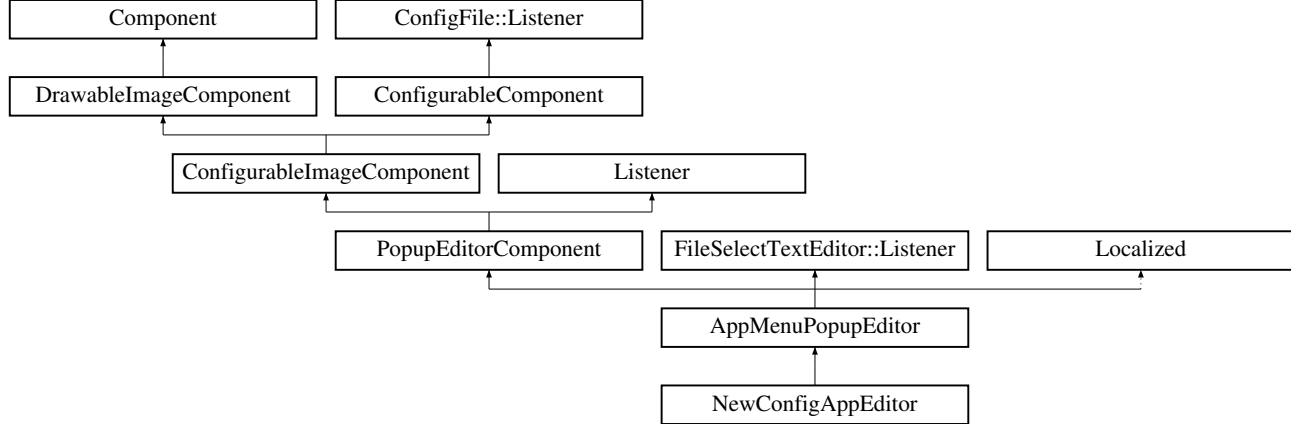 Component
ConfigFile::Listener
DrawableImageComponent
ConfigurableComponent
ConfigurableImageComponent
Listener
PopupEditorComponent
FileSelectTextEditor::Listener
Localized
AppMenuPopupEditor
NewConfigAppEditor